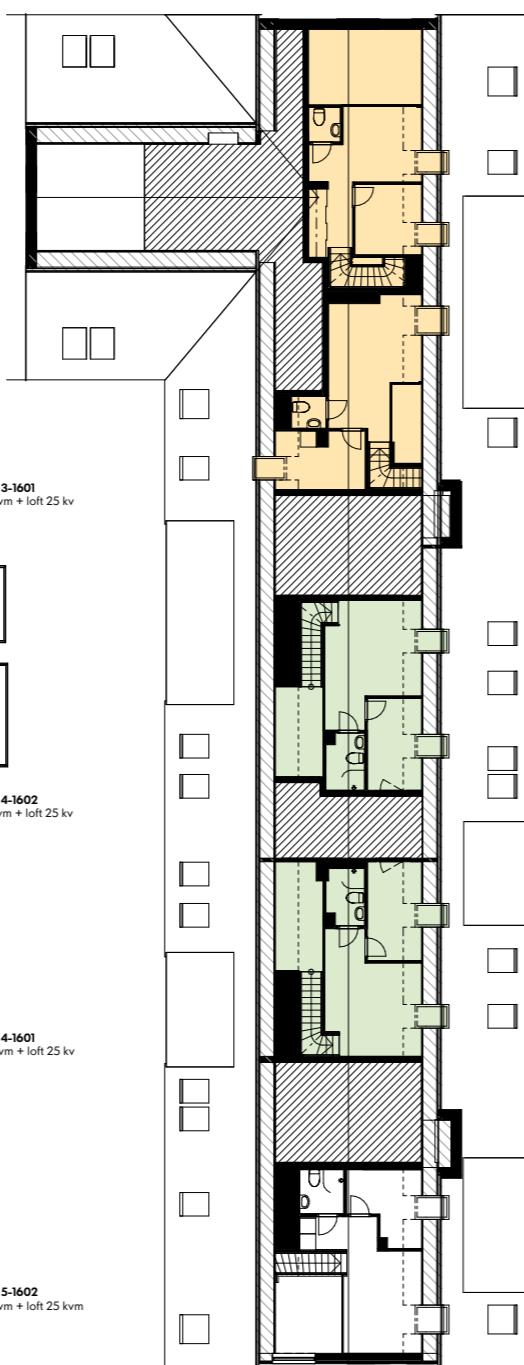 3-1601
vm + loft 25 kv
4-1602
vm + loft 25 kv
4-1601
vm + loft 25 kv
5-1602
vm + loft 25 kvm